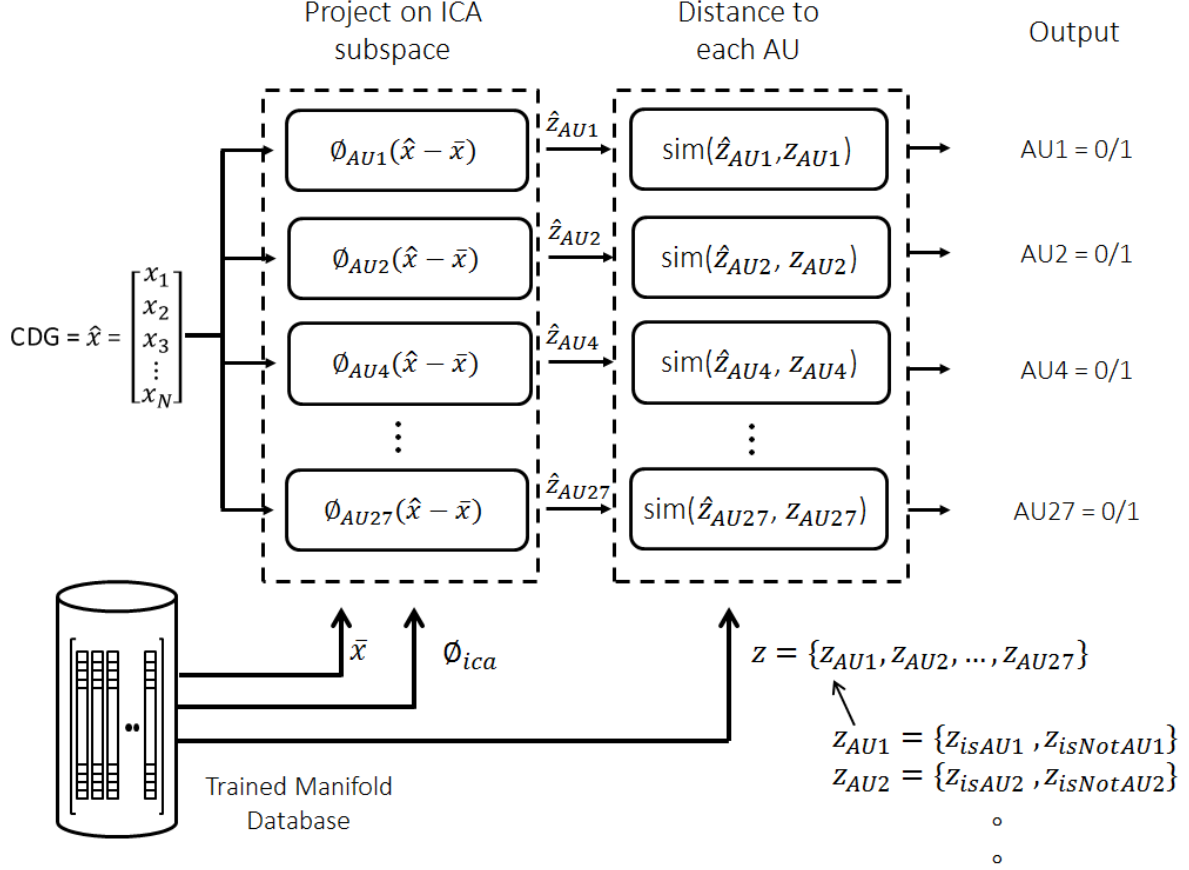 Project on ICA
subspace
Distance to
each AU
Output
∅AU1(x̂ − x̄)
ẑAU1
sim(ẑAU1,zAU1)
AU1 = 0/1
∅AU2(x̂ − x̄)
ẑAU2
sim(ẑAU2, zAU2)
AU2 = 0/1
CDG = x̂ =
x1
x2
x3
⋮
xN
∅AU4(x̂ − x̄)
ẑAU4
sim(ẑAU4, zAU4)
AU4 = 0/1
⋮
⋮
∅AU27(x̂ − x̄)
ẑAU27
sim(ẑAU27, zAU27)
AU27 = 0/1
x̄
∅ica
z = {zAU1, zAU2, …, zAU27}
zAU1 = {zisAU1 , zisNotAU1}
zAU2 = {zisAU2 , zisNotAU2}
Trained Manifold
Database